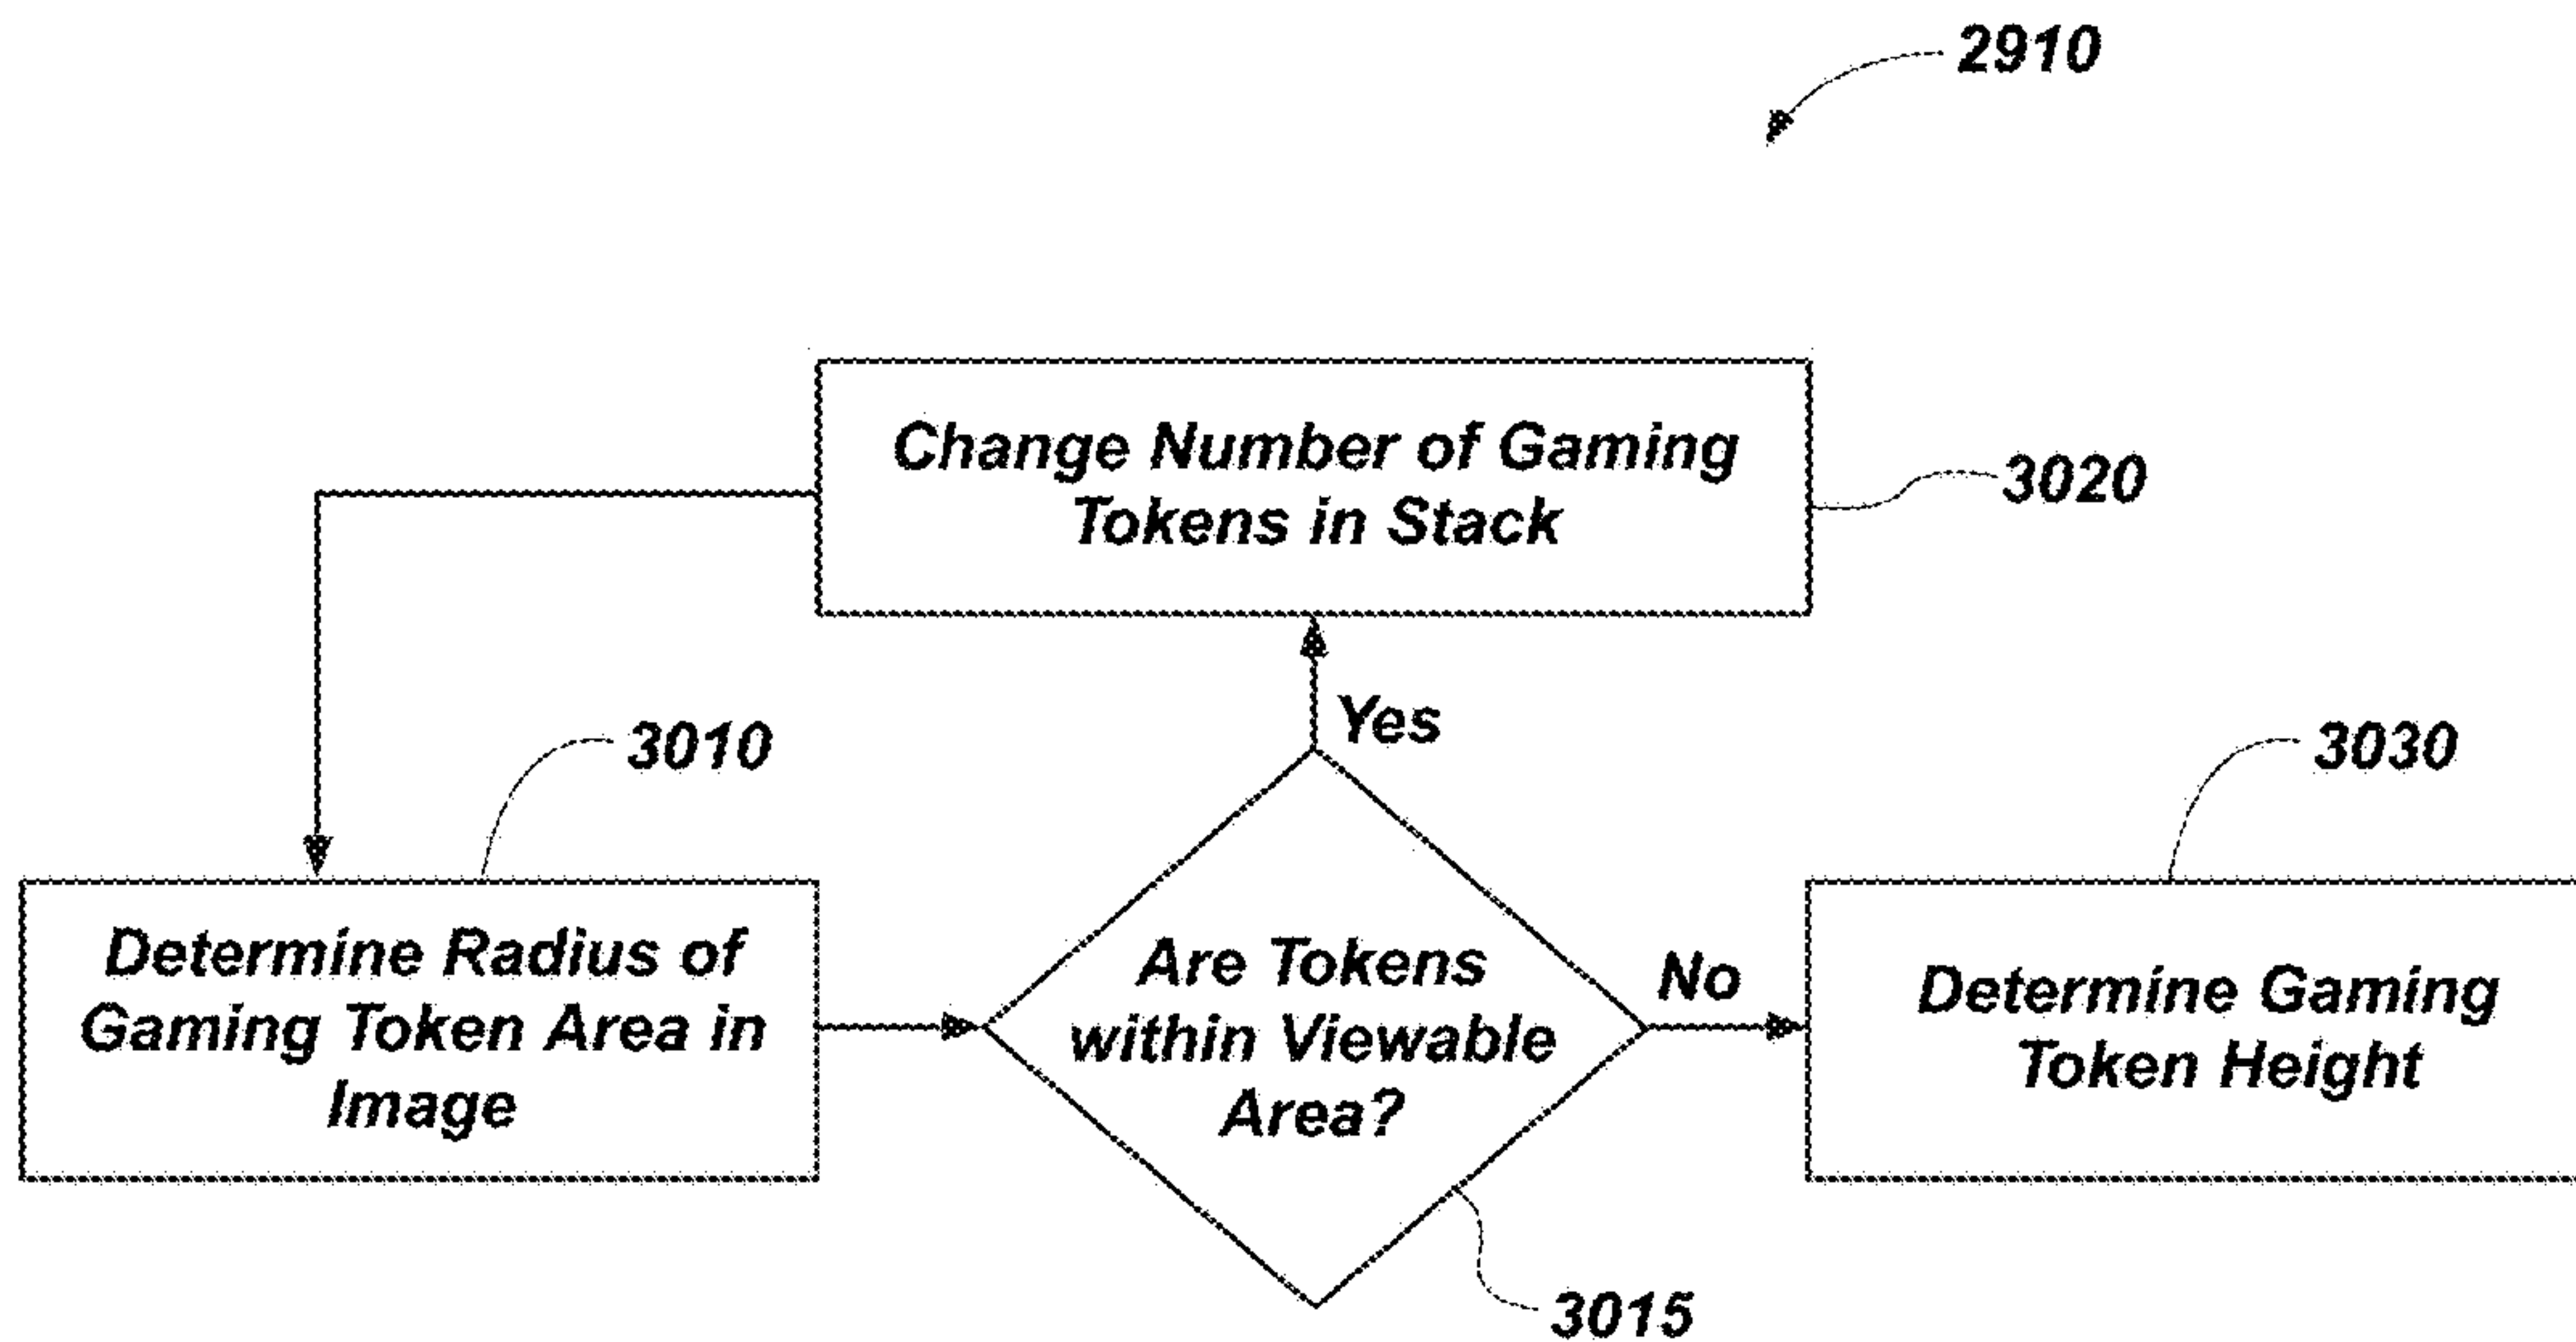 2910
Change Number of Gaming
Tokens in Stack
3020
Yes
3010
3030
Determine Radius of
Gaming Token Area in
Image
Are Tokens
within Viewable
Area?
No
Determine Gaming
Token Height
3015